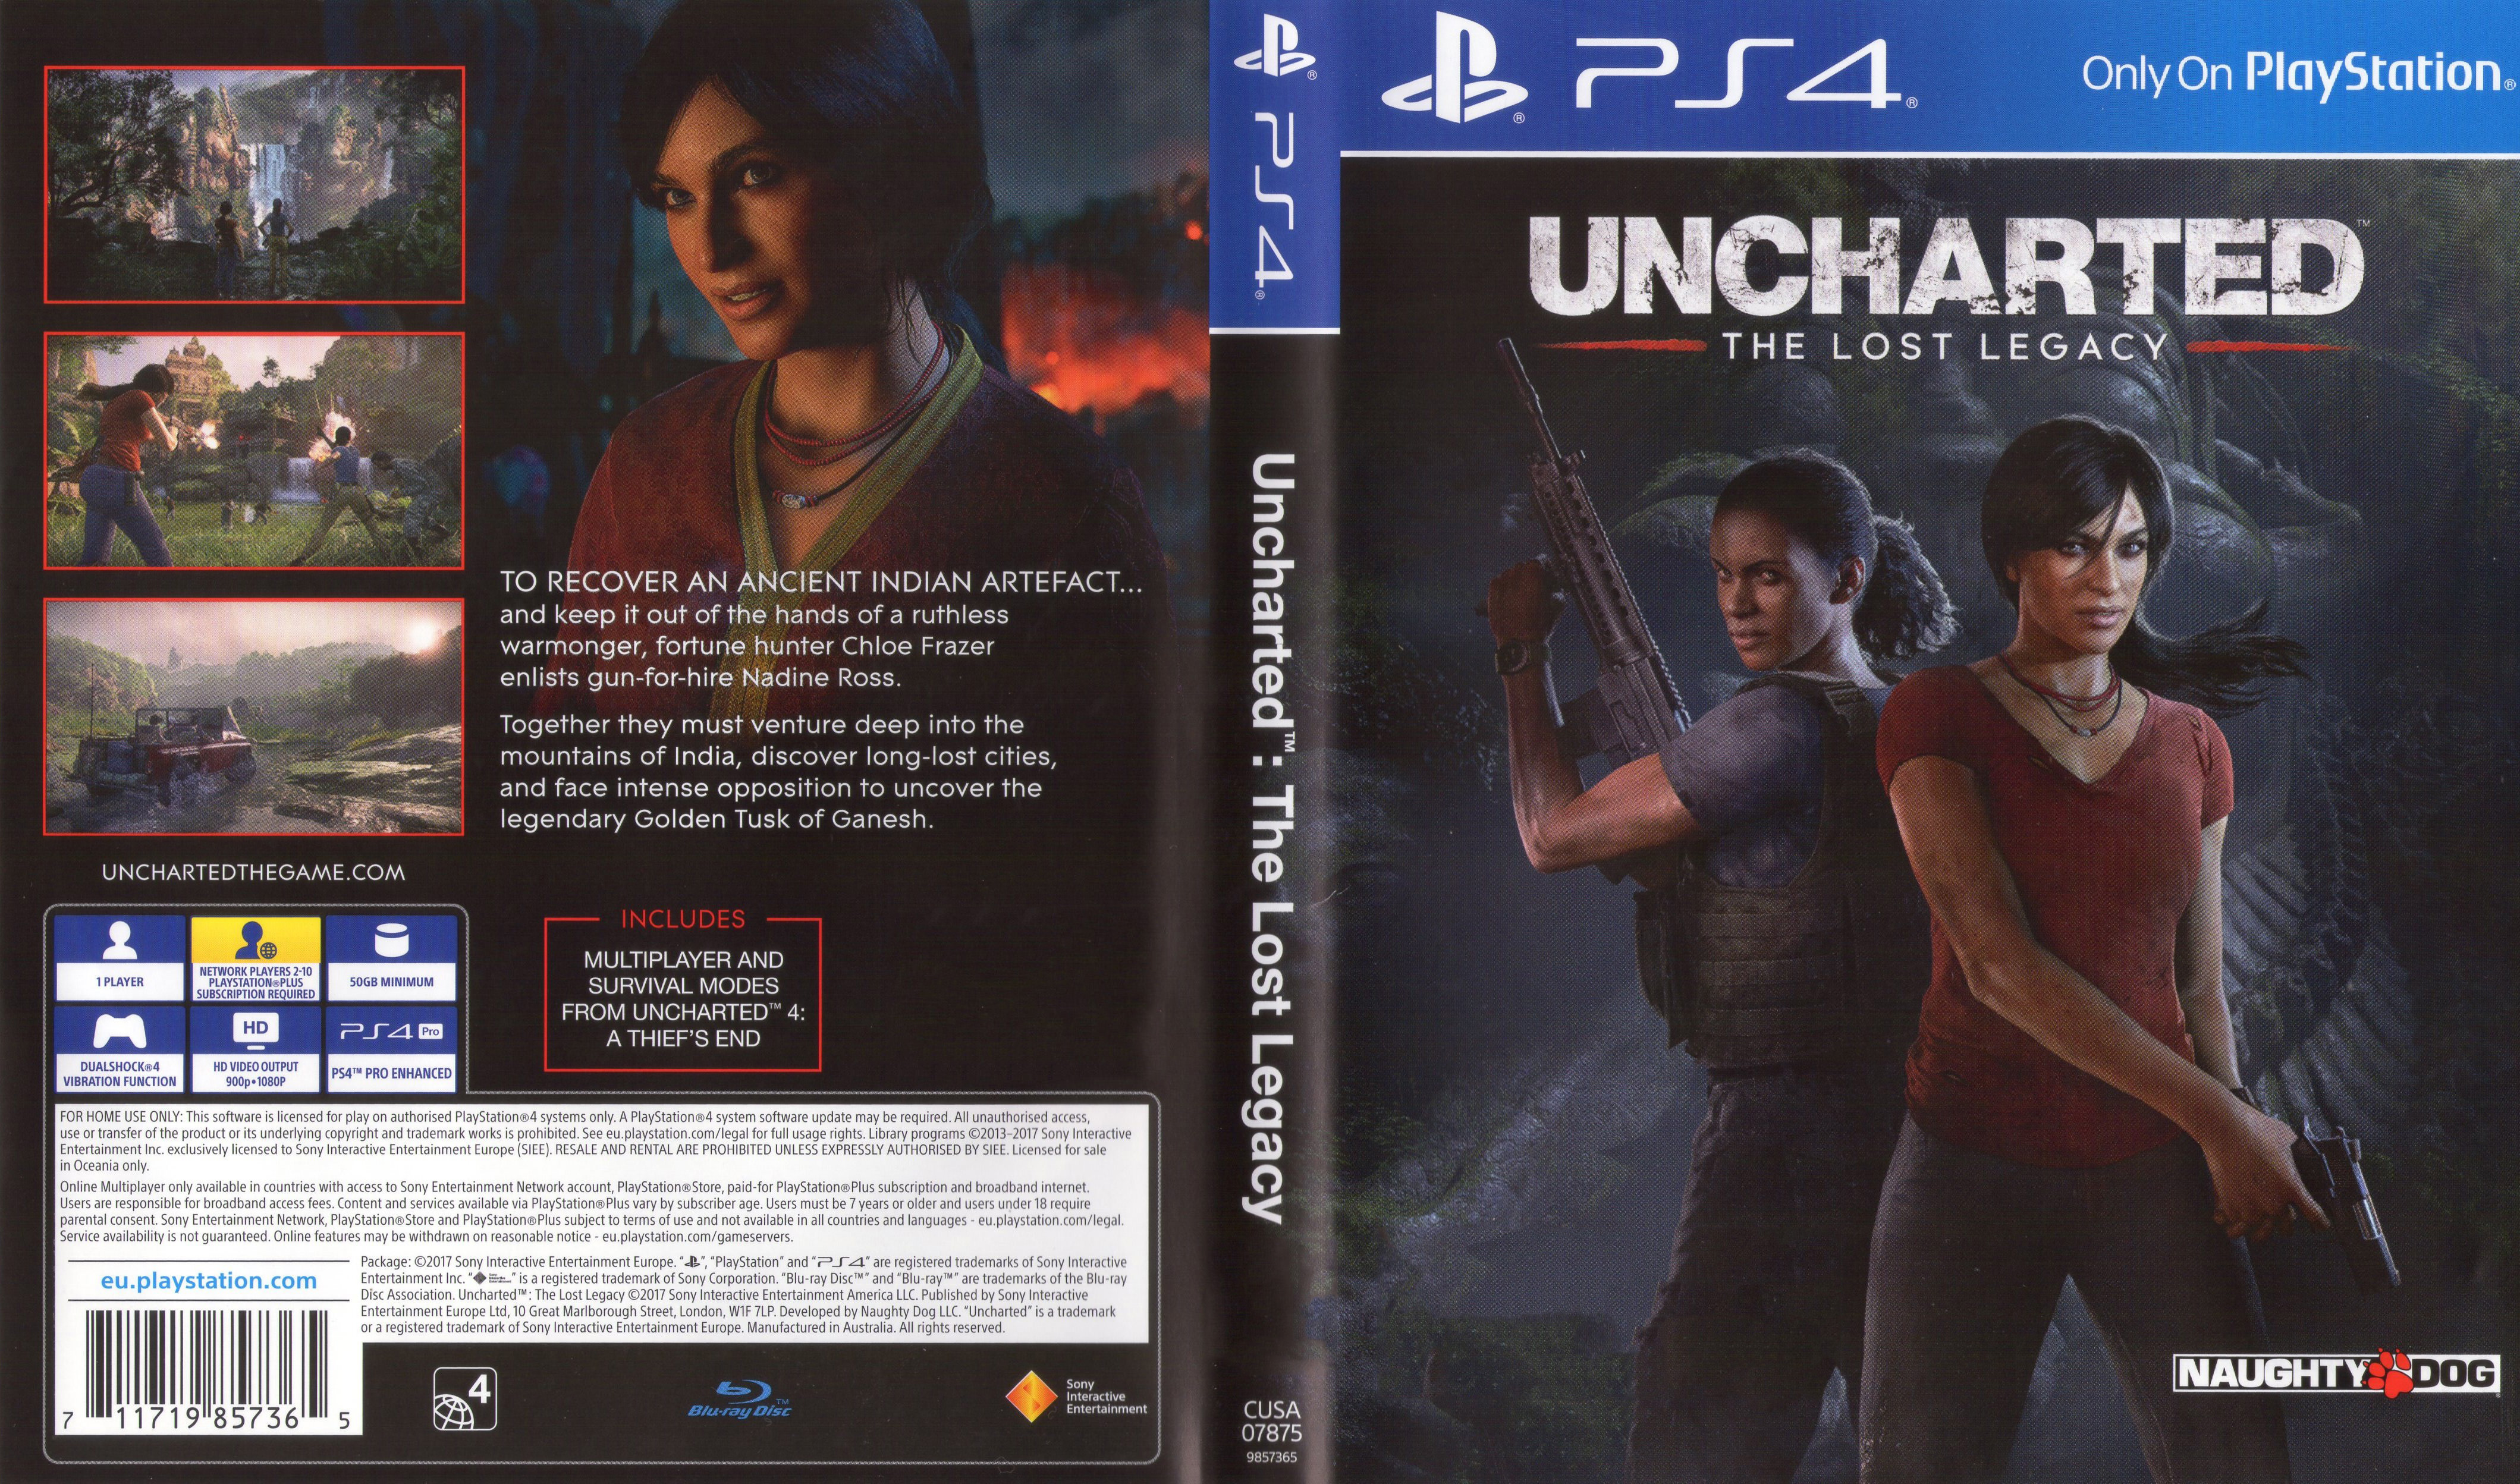 TO RECOVER AN ANCIENT INDIAN ARTEFACT...
and keep it out of the hands of a ruthless
warmonger, fortune hunter Chloe Frazer
enlists gun-for-hire Nadine Ross.
Together they must venture deep into the
mountains of India, discover long-lost cities,
and face intense opposition to uncover the
legendary Golden Tusk of Ganesh.
UNCHARTEDTHEGAME.COM
1 PLAYER
NETWORK PLAYERS 2-10
PLAYSTATION®PLUS
SUBSCRIPTION REQUIRED
50GB MINIMUM
DUALSHOCK®4
VIBRATION FUNCTION
HD
HD VIDEO OUTPUT
900p•1080P
PS4 Pro
PS4™ PRO ENHANCED
INCLUDES
MULTIPLAYER AND
SURVIVAL MODES
FROM UNCHARTED™ 4:
A THIEF'S END
FOR HOME USE ONLY: This software is licensed for play on authorised PlayStation®4 systems only. A PlayStation®4 system software update may be required. All unauthorised access,
use or transfer of the product or its underlying copyright and trademark works is prohibited. See eu.playstation.com/legal for full usage rights. Library programs ©2013-2017 Sony Interactive
Entertainment Inc. exclusively licensed to Sony Interactive Entertainment Europe (SIEE). RESALE AND RENTAL ARE PROHIBITED UNLESS EXPRESSLY AUTHORISED BY SIEE. Licensed for sale
in Oceania only.
Online Multiplayer only available in countries with access to Sony Entertainment Network account, PlayStation®Store, paid-for PlayStation®Plus subscription and broadband internet.
Users are responsible for broadband access fees. Content and services available via PlayStation®Plus vary by subscriber age. Users must be 7 years or older and users under 18 require
parental consent. Sony Entertainment Network, PlayStation®Store and PlayStation®Plus subject to terms of use and not available in all countries and languages - eu.playstation.com/legal.
Service availability is not guaranteed. Online features may be withdrawn on reasonable notice - eu.playstation.com/gameservers.
eu.playstation.com
Package: ©2017 Sony Interactive Entertainment Europe. "", "PlayStation" and "PS4" are registered trademarks of Sony Interactive
Entertainment Inc. "" is a registered trademark of Sony Corporation. "Blu-ray Disc™" and "Blu-ray™" are trademarks of the Blu-ray
Disc Association. Uncharted™: The Lost Legacy ©2017 Sony Interactive Entertainment America LLC. Published by Sony Interactive
Entertainment Europe Ltd, 10 Great Marlborough Street, London, W1F 7LP. Developed by Naughty Dog LLC. "Uncharted" is a trademark
or a registered trademark of Sony Interactive Entertainment Europe. Manufactured in Australia. All rights reserved.
7 11719 85736 5
4
Blu-ray Disc™
Sony
Interactive
Entertainment
® PS4®
Uncharted™: The Lost Legacy
CUSA
07875
9857365
® PS4®
Only On PlayStation®
UNCHARTED™
THE LOST LEGACY
NAUGHTY DOG